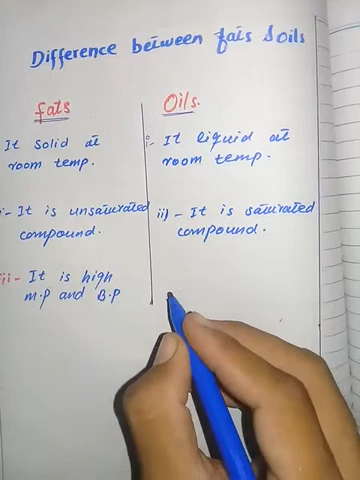 Difference between fats & oils
fats
It solid at
room temp.
i- It is unsaturated
compound.
iii- It is high
M.P and B.P
Oils.
i- It liquid at
room temp.
ii) - It is saturated
compound.